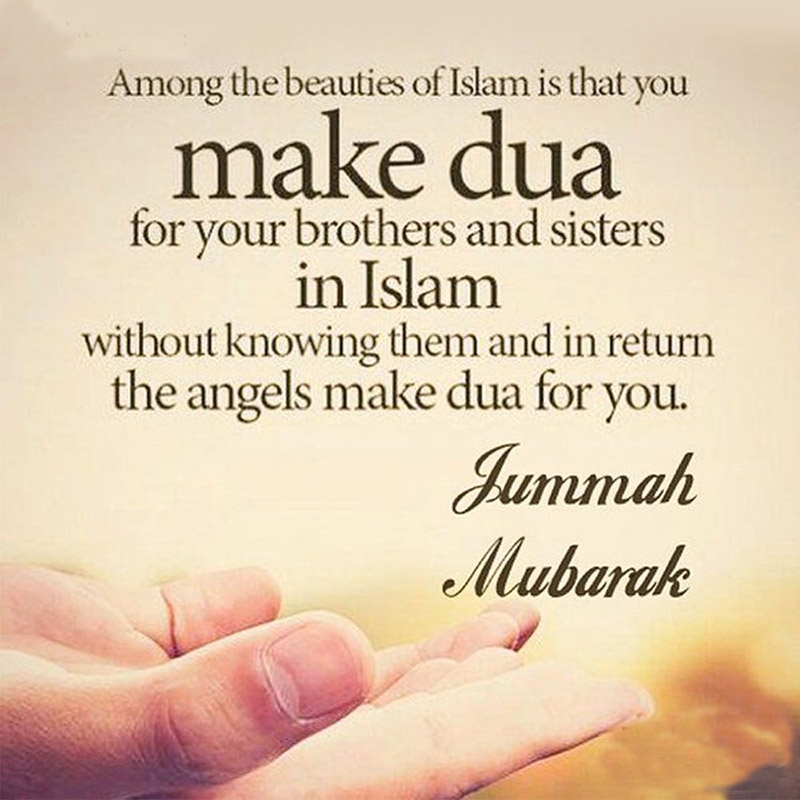 Among the beauties of Islam is that you
make dua
for your brothers and sisters
in Islam
without knowing them and in return
the angels make dua for you.
Jummah
Mubarak